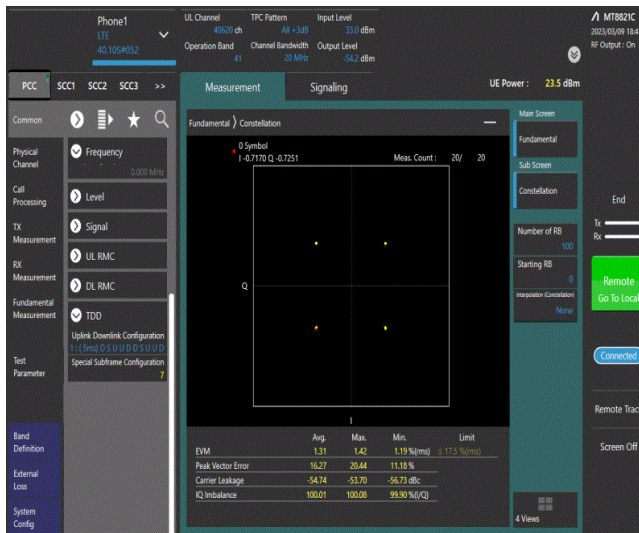 Phone1
LTE
40.10S#052
UL Channel
40620 ch
TPC Pattern
All +3dB
Input Level
33.0 dBm
Operation Band
41
Channel Bandwidth
20 MHz
Output Level
-54.2 dBm
MT8821C
2023/03/09 18:4
RF Output : On
PCC SCC1 SCC2 SCC3 >>
Measurement
Signaling
UE Power : 23.5 dBm
Common
Physical
Channel
Call
Processing
TX
Measurement
RX
Measurement
Fundamental
Measurement
Test
Parameter
Band
Definition
External
Loss
System
Config
Frequency
0.000 MHz
Level
Signal
UL RMC
DL RMC
TDD
Uplink Downlink Configuration
1 : ( 5ms) D S U U D D S U U D
Special Subframe Configuration
7
Fundamental 〉 Constellation
0 Symbol
I -0.7170 Q -0.7251
Meas. Count : 20/ 20
Q
I
Avg. Max. Min. Limit
EVM 1.31 1.42 1.19 %(rms) ≤ 17.5 %(rms)
Peak Vector Error 16.27 20.44 11.18 %
Carrier Leakage -54.74 -53.70 -56.73 dBc
IQ Imbalance 100.01 100.08 99.90 %(I/Q)
Main Screen
Fundamental
Sub Screen
Constellation
Number of RB
100
Starting RB
0
Interpolation (Constellation)
None
4 Views
End
Tx
Rx
Remote
Go To Local
Connected
Remote Trac
Screen Off